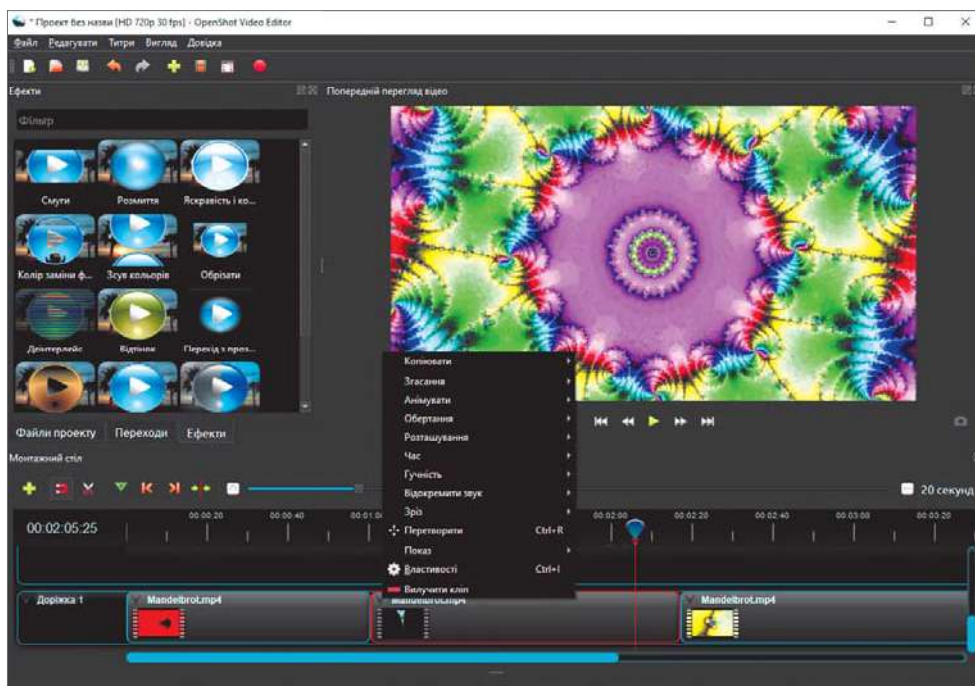 * Проект без назви [HD 720p 30 fps] - OpenShot Video Editor
Файл Редагувати Титри Вигляд Довідка
Ефекти
Попередній перегляд відео
Фільтр
Смуги Розмиття Яскравість і ко...
Колір заміни ф... Зсув кольорів Обрізати
Деінтерлейс Відтінок Перехід з проз...
Файли проекту Переходи Ефекти
Копіювати
Згасання
Анімувати
Обертання
Розташування
Час
Гучність
Відокремити звук
Зріз
Перетворити Ctrl+R
Показ
Властивості Ctrl+I
Вилучити кліп
Монтажний стіл
20 секунд
00:02:05:25
00:00:20 00:00:40 00:02:00 00:02:20 00:02:40 00:03:00 00:03:20
Доріжка 1
Mandelbrot.mp4 Mandelbrot.mp4 Mandelbrot.mp4